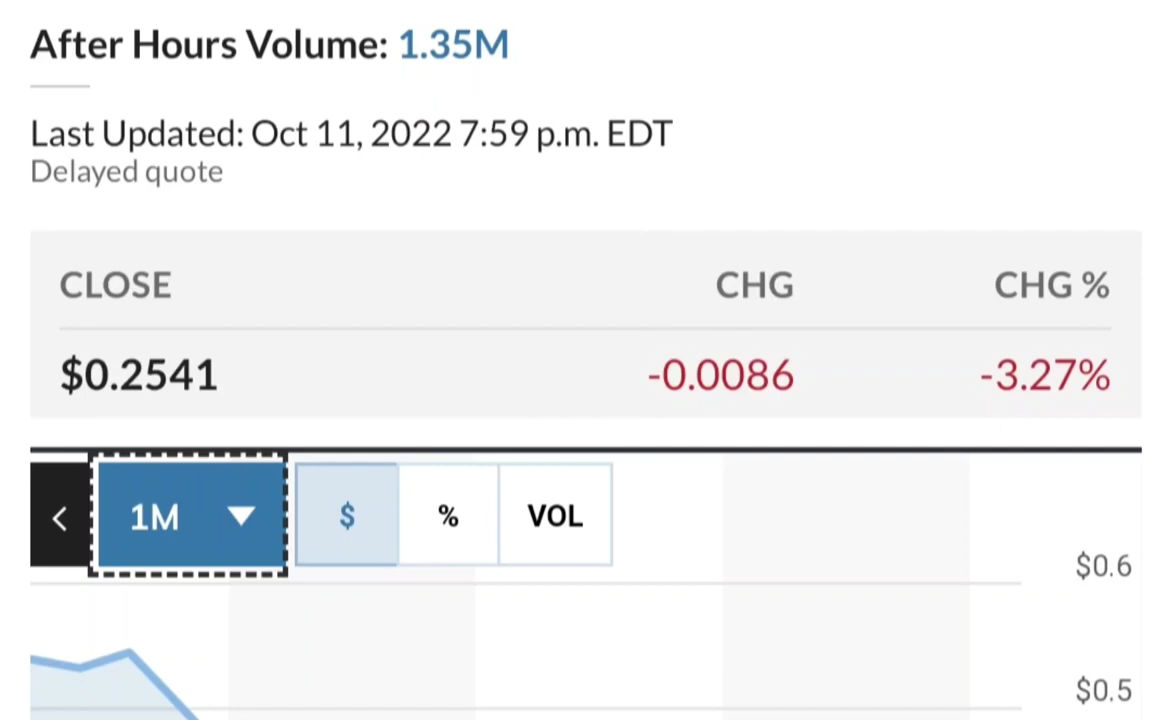 After Hours Volume: 1.35M
Last Updated: Oct 11, 2022 7:59 p.m. EDT
Delayed quote
CLOSE CHG CHG %
$0.2541 -0.0086 -3.27%
1M $ % VOL
$0.6
$0.5